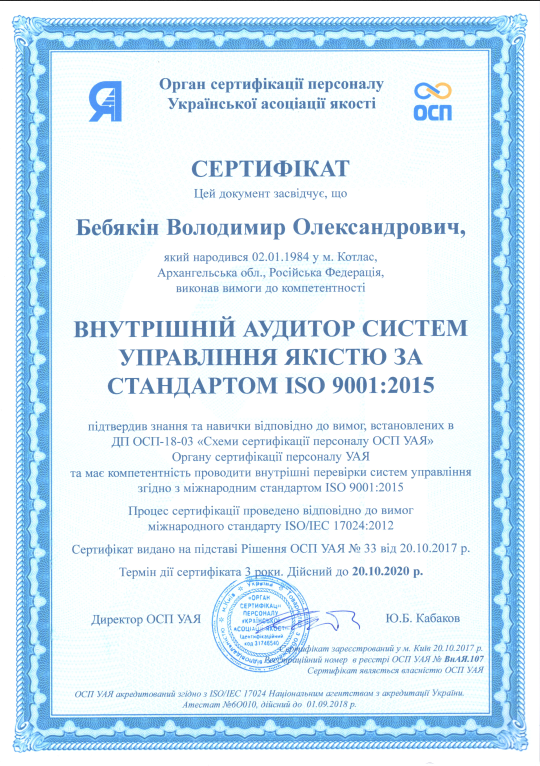 Орган сертифікації персоналу
Української асоціації якості
ОСП
СЕРТИФІКАТ
Цей документ засвідчує, що
Бебякін Володимир Олександрович,
який народився 02.01.1984 у м. Котлас,
Архангельська обл., Російська Федерація,
виконав вимоги до компетентності
ВНУТРІШНІЙ АУДИТОР СИСТЕМ
УПРАВЛІННЯ ЯКІСТЮ ЗА
СТАНДАРТОМ ISO 9001:2015
підтвердив знання та навички відповідно до вимог, встановлених в
ДП ОСП-18-03 «Схеми сертифікації персоналу ОСП УАЯ»
Органу сертифікації персоналу УАЯ
та має компетентність проводити внутрішні перевірки систем управління
згідно з міжнародним стандартом ISO 9001:2015
Процес сертифікації проведено відповідно до вимог
міжнародного стандарту ISO/IEC 17024:2012
Сертифікат видано на підставі Рішення ОСП УАЯ № 33 від 20.10.2017 р.
Термін дії сертифіката 3 роки. Дійсний до 20.10.2020 р.
Директор ОСП УАЯ
«ОРГАН
СЕРТИФІКАЦІЇ
ПЕРСОНАЛУ
Ідентифікаційний
код 31748540
Ю.Б. Кабаков
Сертифікат зареєстрований у м. Київ 20.10.2017 р.
Реєстраційний номер в реєстрі ОСП УАЯ № ВнАЯ.107
Сертифікат являється власністю ОСП УАЯ
ОСП УАЯ акредитований згідно з ISO/IEC 17024 Національним агентством з акредитації України.
Атестат №6О010, дійсний до 01.09.2018 р.